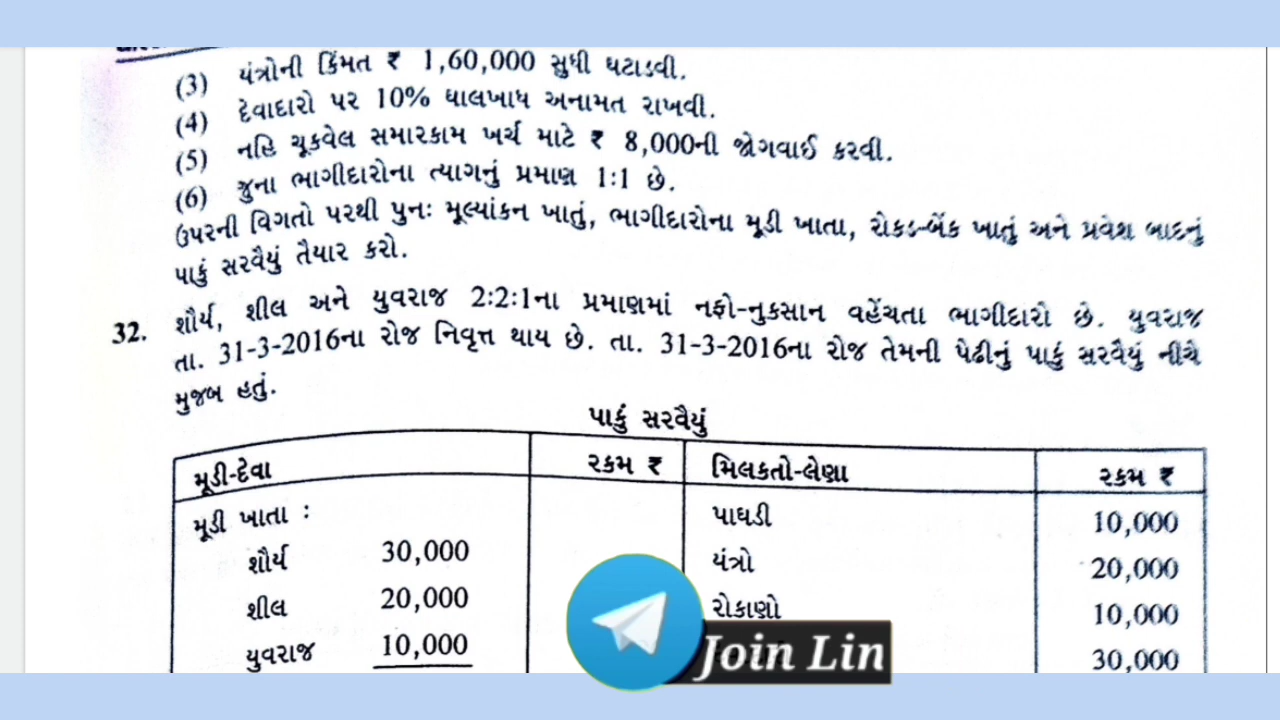 (3) યંત્રોની કિંમત ₹ 1,60,000 સુધી ઘટાડવી.
(4) દેવાદારો પર 10% ઘાલખાધ અનામત રાખવી.
(5) નહિ ચૂકવેલ સમારકામ ખર્ચ માટે ₹ 8,000ની જોગવાઈ કરવી.
(6) જુના ભાગીદારોના ત્યાગનું પ્રમાણ 1:1 છે.
ઉપરની વિગતો પરથી પુનઃ મૂલ્યાંકન ખાતું, ભાગીદારોના મૂડી ખાતા, રોકડ-બેંક ખાતું અને પ્રવેશ બાદનું
પાકું સરવૈયું તૈયાર કરો.
32. શૌર્ય, શીલ અને યુવરાજ 2:2:1ના પ્રમાણમાં નફો-નુકસાન વહેંચતા ભાગીદારો છે. યુવરાજ
તા. 31-3-2016ના રોજ નિવૃત્ત થાય છે. તા. 31-3-2016ના રોજ તેમની પેઢીનું પાકું સરવૈયું નીચે
મુજબ હતું.
પાકું સરવૈયું
મૂડી-દેવા રકમ ₹ મિલકતો-લેણા રકમ ₹
મૂડી ખાતા : પાઘડી 10,000
શૌર્ય 30,000 યંત્રો 20,000
શીલ 20,000 રોકાણો 10,000
યુવરાજ 10,000 30,000
Join Lin